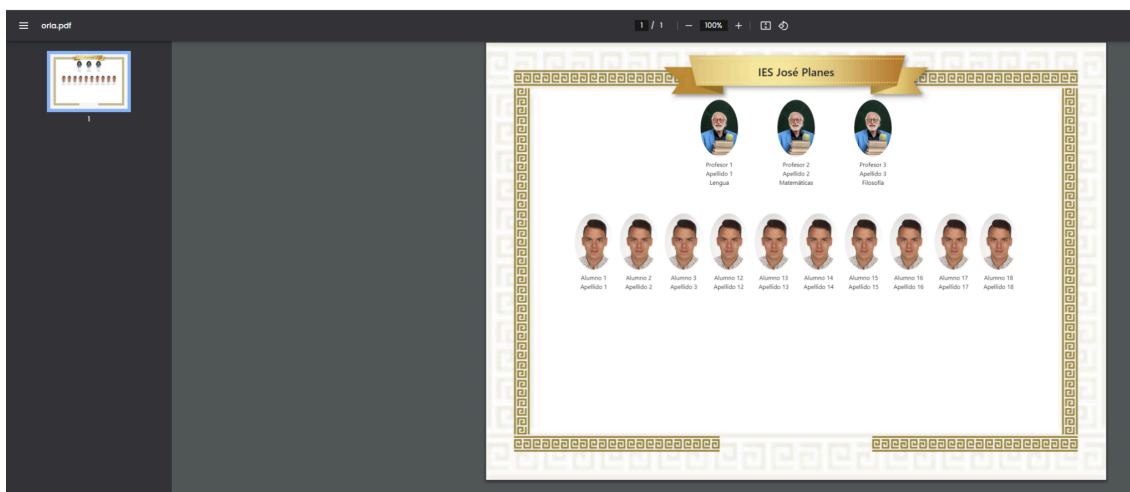 orla.pdf
1 / 1
100%
1
IES José Planes
Profesor 1 Profesor 2 Profesor 3
Apellido 1 Apellido 2 Apellido 3
Lengua Matemáticas Filosofía
Alumno 1 Alumno 2 Alumno 3 Alumno 12 Alumno 13 Alumno 14 Alumno 15 Alumno 16 Alumno 17 Alumno 18
Apellido 1 Apellido 2 Apellido 3 Apellido 12 Apellido 13 Apellido 14 Apellido 15 Apellido 16 Apellido 17 Apellido 18